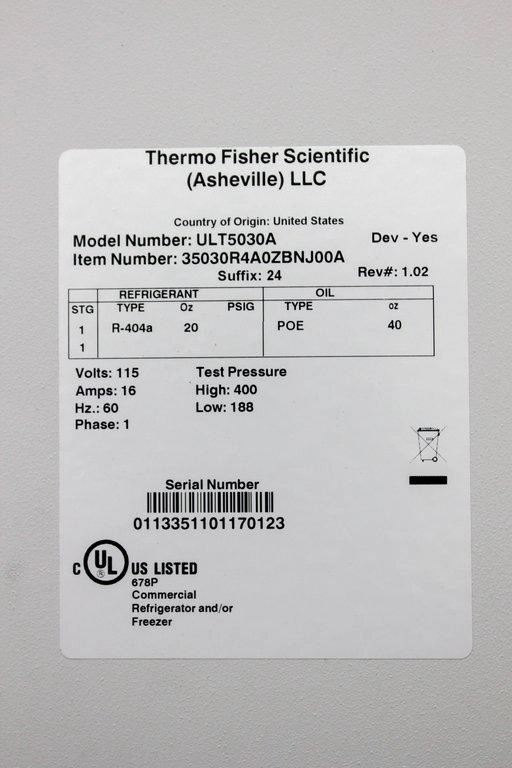 Thermo Fisher Scientific
(Asheville) LLC
Country of Origin: United States
Model Number: ULT5030A Dev - Yes
Item Number: 35030R4A0ZBNJ00A
Suffix: 24 Rev#: 1.02
REFRIGERANT OIL
STG TYPE Oz PSIG TYPE oz
1 R-404a 20 POE 40
1
Volts: 115 Test Pressure
Amps: 16 High: 400
Hz.: 60 Low: 188
Phase: 1
Serial Number
0113351101170123
C UL ® US LISTED
678P
Commercial
Refrigerator and/or
Freezer